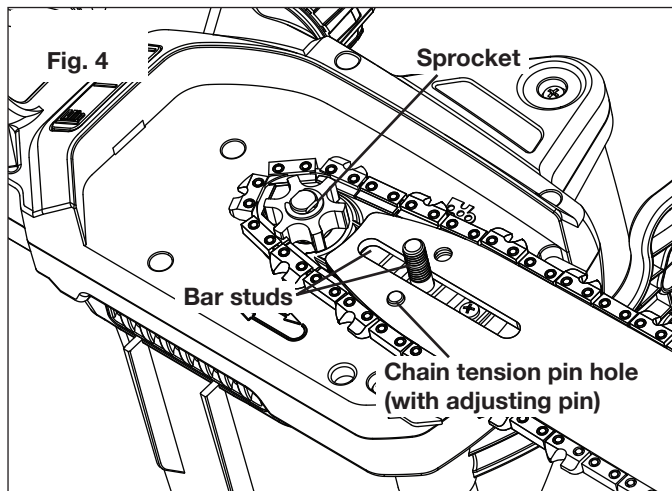 Fig. 4
Sprocket
Bar studs
Chain tension pin hole
(with adjusting pin)